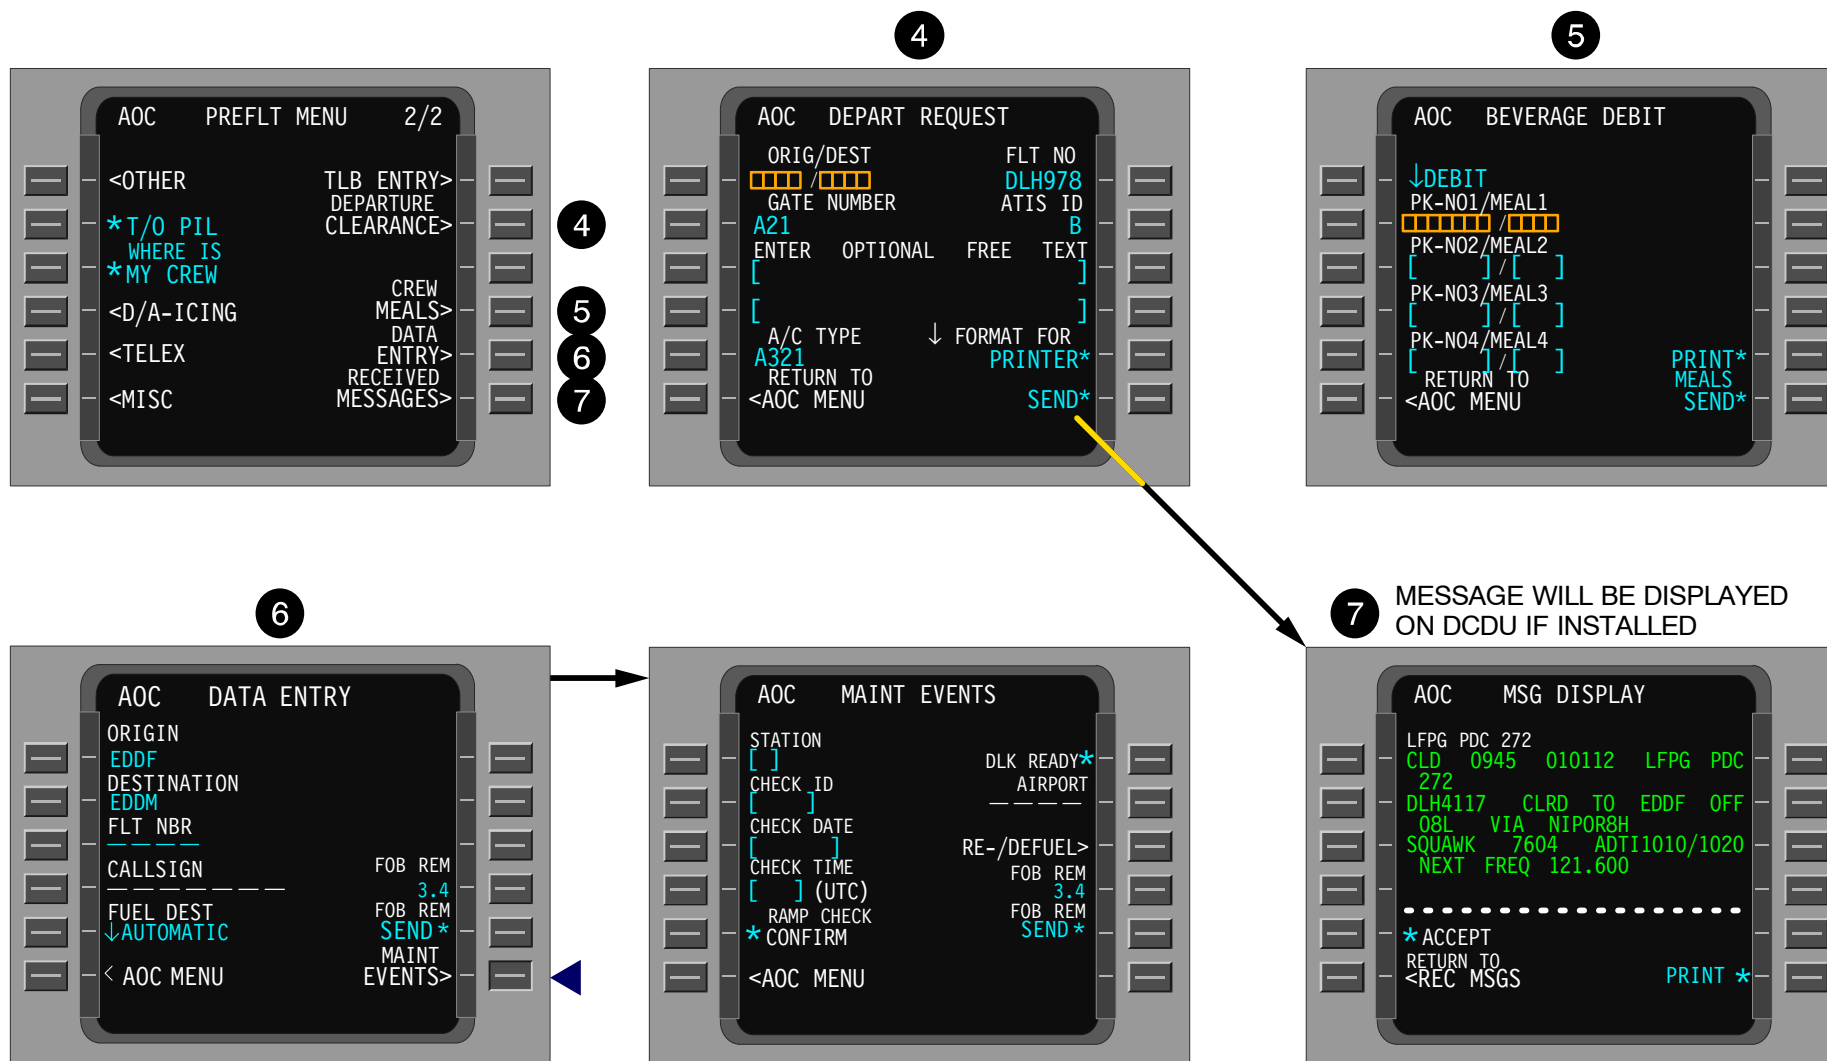 4
5
AOC PREFLT MENU 2/2
<OTHER TLB ENTRY>
DEPARTURE
*T/O PIL CLEARANCE> 4
WHERE IS
*MY CREW
CREW
<D/A-ICING MEALS> 5
DATA
<TELEX ENTRY> 6
RECEIVED
<MISC MESSAGES> 7
AOC DEPART REQUEST
ORIG/DEST FLT NO
/ DLH978
GATE NUMBER ATIS ID
A21 B
ENTER OPTIONAL FREE TEXT
[ ]
[ ]
A/C TYPE ↓ FORMAT FOR
A321 PRINTER*
RETURN TO
<AOC MENU SEND*
AOC BEVERAGE DEBIT
↓DEBIT
PK-NO1/MEAL1
/
PK-NO2/MEAL2
[ ]/[ ]
PK-NO3/MEAL3
[ ]/[ ]
PK-NO4/MEAL4
[ ]/[ ] PRINT*
RETURN TO MEALS
<AOC MENU SEND*
6
7 MESSAGE WILL BE DISPLAYED
ON DCDU IF INSTALLED
AOC DATA ENTRY
ORIGIN
EDDF
DESTINATION
EDDM
FLT NBR
————
CALLSIGN FOB REM
——————— 3.4
FUEL DEST FOB REM
↓AUTOMATIC SEND*
MAINT
< AOC MENU EVENTS>
AOC MAINT EVENTS
STATION
[ ] DLK READY*
CHECK ID AIRPORT
[ ] ————
CHECK DATE
[ ] RE-/DEFUEL>
CHECK TIME FOB REM
[ ] (UTC) 3.4
RAMP CHECK FOB REM
*CONFIRM SEND*
<AOC MENU
AOC MSG DISPLAY
LFPG PDC 272
CLD 0945 010112 LFPG PDC
272
DLH4117 CLRD TO EDDF OFF
08L VIA NIPOR8H
SQUAWK 7604 ADTI1010/1020
NEXT FREQ 121.600
*ACCEPT
RETURN TO
<REC MSGS PRINT *